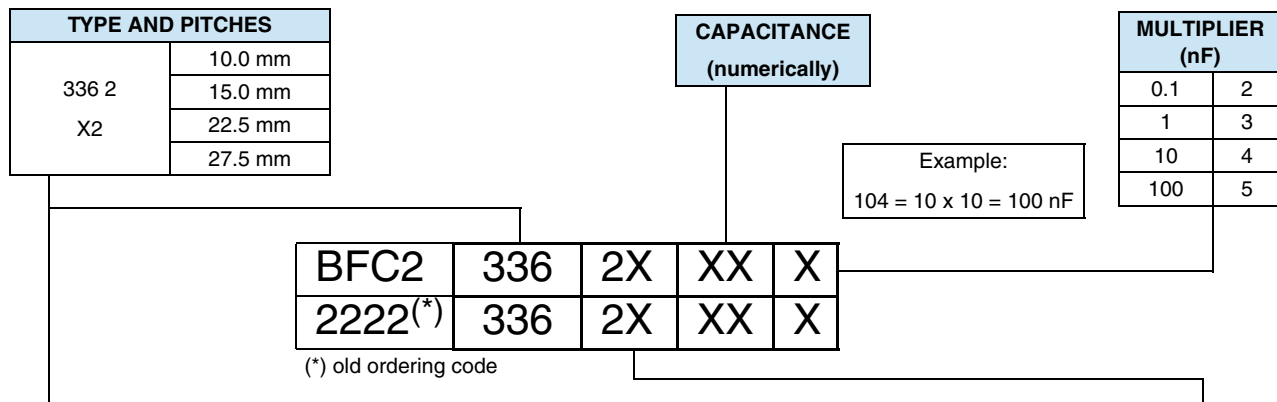 TYPE AND PITCHES
336 2
X2
10.0 mm
15.0 mm
22.5 mm
27.5 mm
CAPACITANCE
(numerically)
MULTIPLIER
(nF)
0.1 2
1 3
10 4
100 5
Example:
104 = 10 x 10 = 100 nF
BFC2 336 2X XX X
2222(*) 336 2X XX X
(*) old ordering code